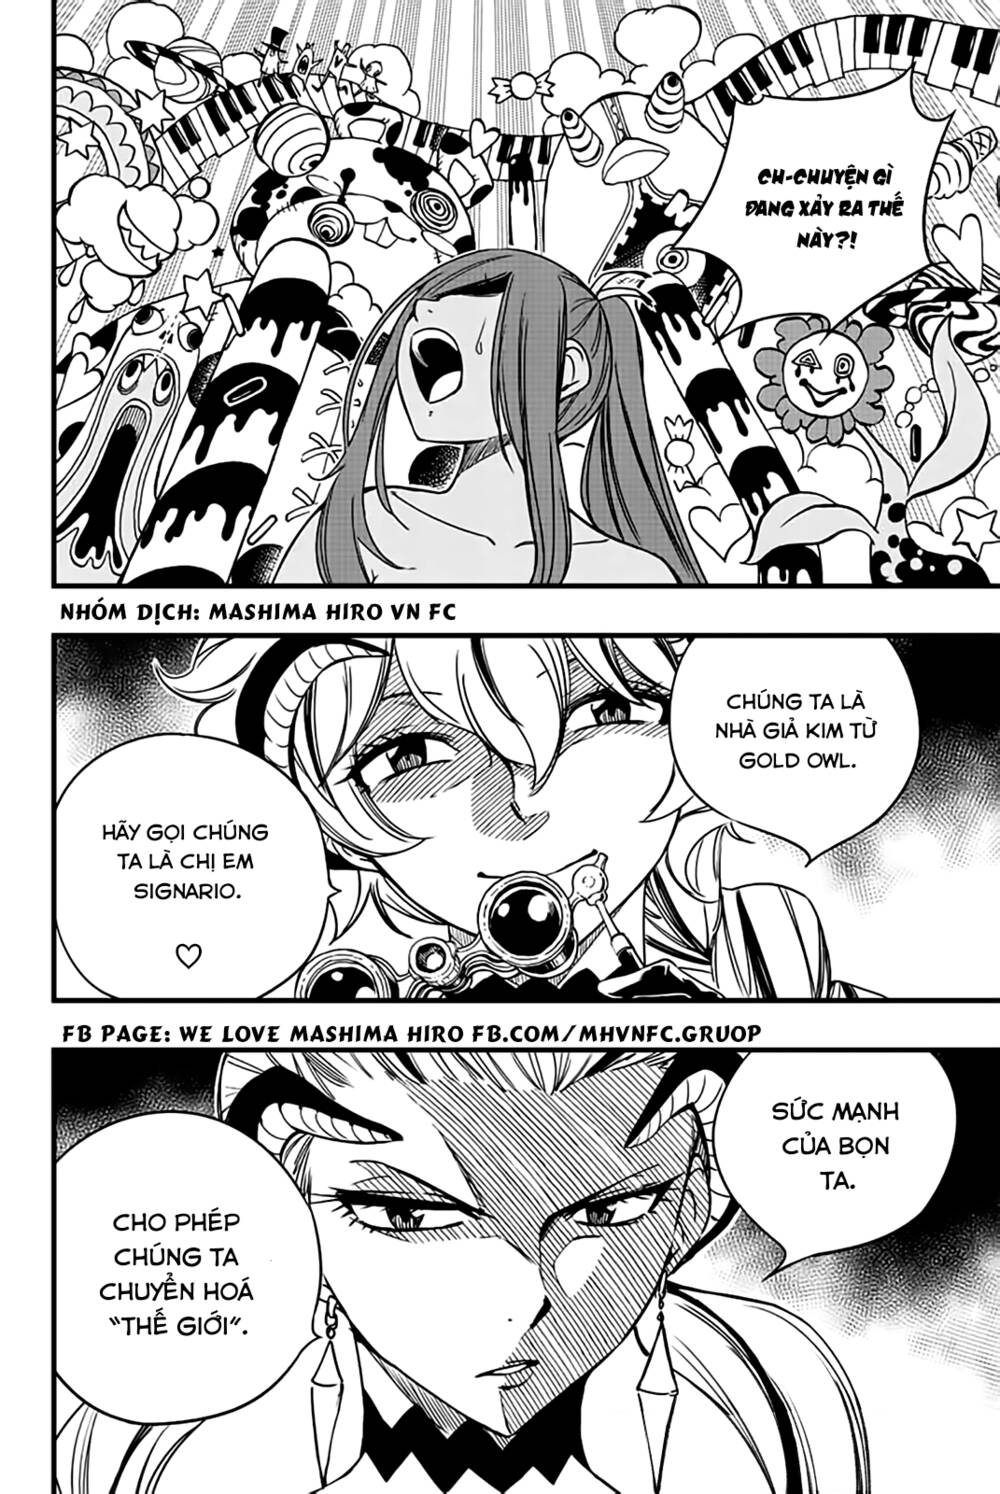 CH-CHUYỆN GÌ
ĐANG XẢY RA THẾ
NÀY?!
NHÓM DỊCH: MASHIMA HIRO VN FC
CHÚNG TA LÀ
NHÀ GIẢ KIM TỪ
GOLD OWL.
HÃY GỌI CHÚNG
TA LÀ CHỊ EM
SIGNARIO.
♡
FB PAGE: WE LOVE MASHIMA HIRO FB.COM/MHVNFC.GRUOP
SỨC MẠNH
CỦA BỌN
TA.
CHO PHÉP
CHÚNG TA
CHUYỂN HOÁ
"THẾ GIỚI".